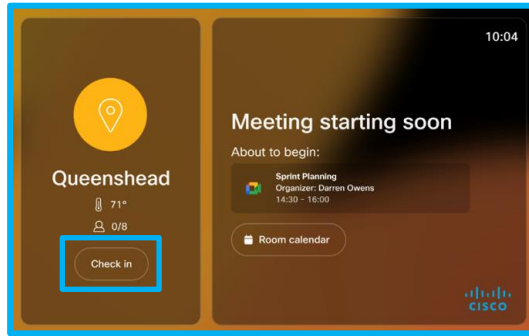 10:04
Queenshead
71°
0/8
Check in
Meeting starting soon
About to begin:
Sprint Planning
Organizer: Darren Owens
14:30 - 16:00
Room calendar
CISCO